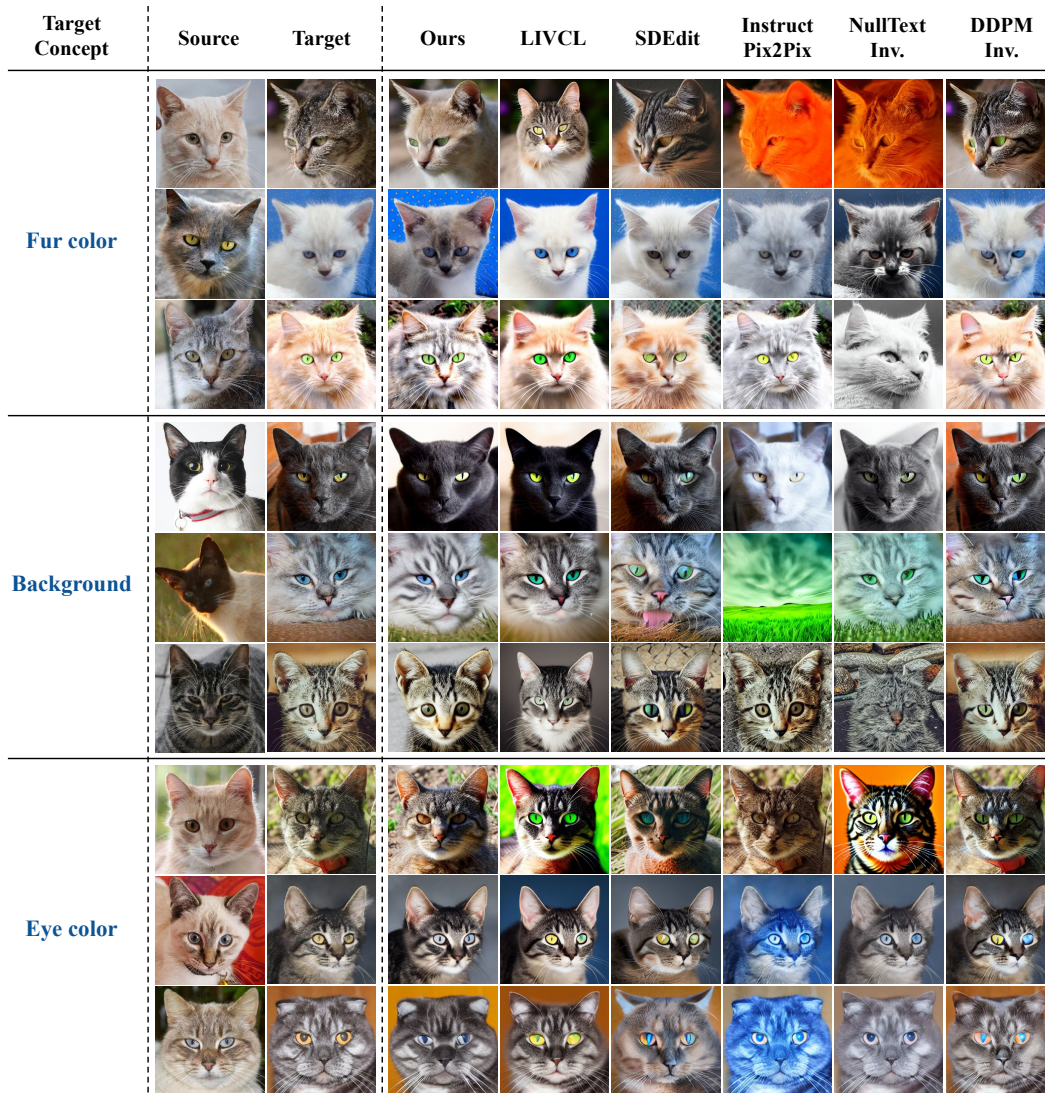 Target
Concept
Source
Target
Ours
LIVCL
SDEdit
Instruct
Pix2Pix
NullText
Inv.
DDPM
Inv.
Fur color
Background
Eye color